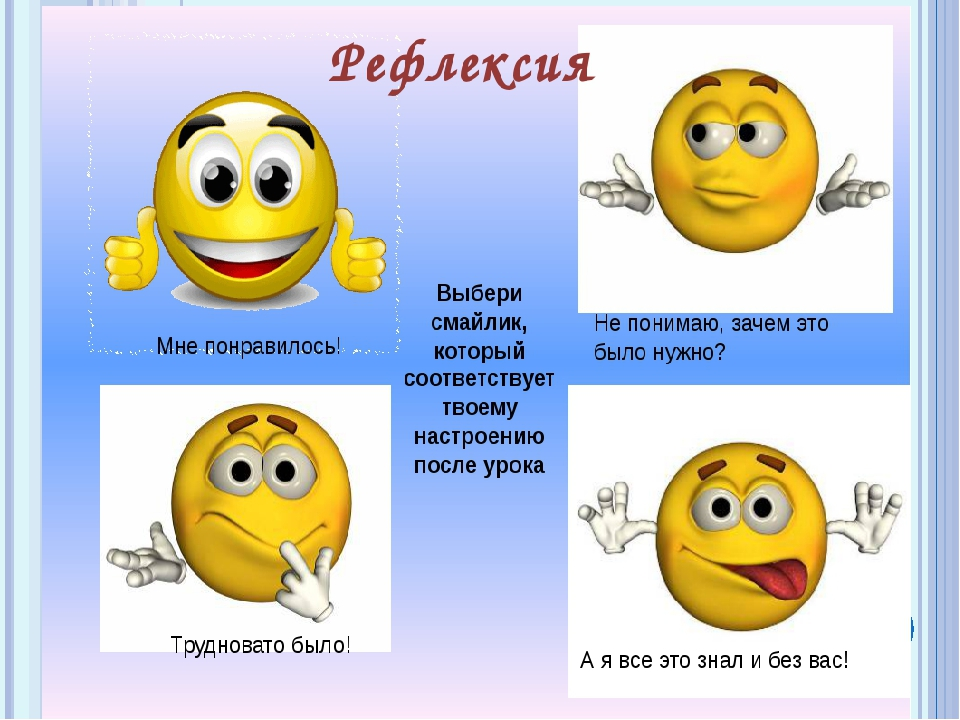 Рефлексия
Мне понравилось!
Выбери
смайлик,
который
соответствует
твоему
настроению
после урока
Не понимаю, зачем это
было нужно?
Трудновато было!
А я все это знал и без вас!